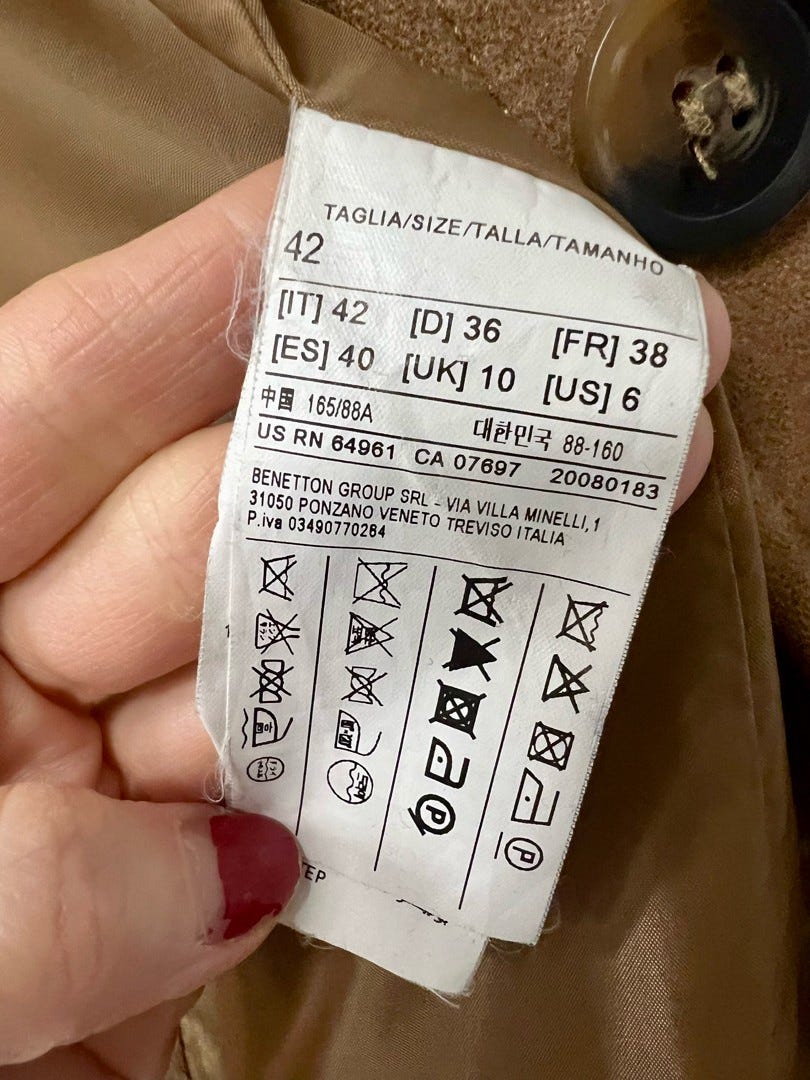 TAGLIA/SIZE/TALLA/TAMANHO
42
[IT] 42 [D] 36 [FR] 38
[ES] 40 [UK] 10 [US] 6
中国 165/88A 대한민국 88-160
US RN 64961 CA 07697 20080183
BENETTON GROUP SRL - VIA VILLA MINELLI, 1
31050 PONZANO VENETO TREVISO ITALIA
P.iva 03490770264
P
P
TEP